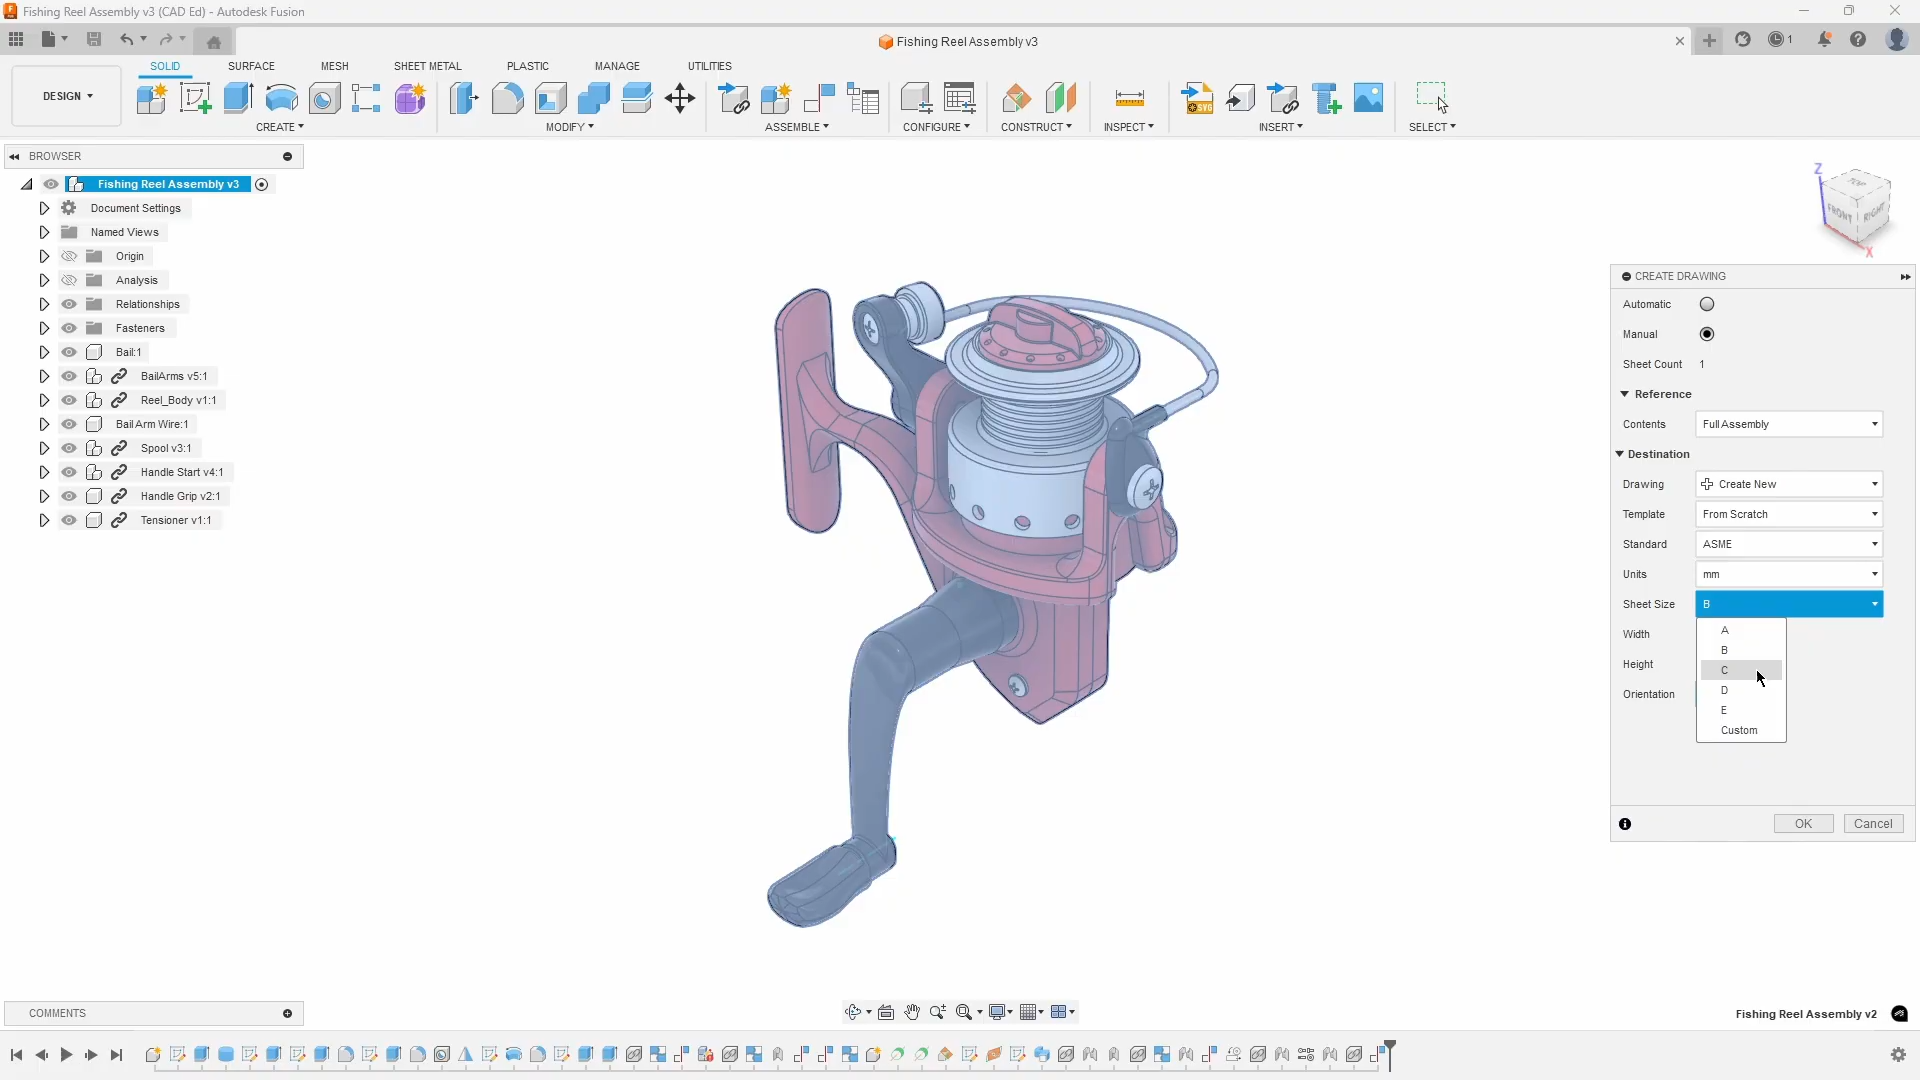 Fishing Reel Assembly v3 (CAD Ed) - Autodesk Fusion
Fishing Reel Assembly v3
1
DESIGN
SOLID SURFACE MESH SHEET METAL PLASTIC MANAGE UTILITIES
CREATE MODIFY ASSEMBLE CONFIGURE CONSTRUCT INSPECT INSERT SELECT
BROWSER
Fishing Reel Assembly v3
Document Settings
Named Views
Origin
Analysis
Relationships
Fasteners
Bail:1
BailArms v5:1
Reel_Body v1:1
Bail Arm Wire:1
Spool v3:1
Handle Start v4:1
Handle Grip v2:1
Tensioner v1:1
Z
TOP
FRONT RIGHT
X
CREATE DRAWING
Automatic
Manual
Sheet Count 1
Reference
Contents Full Assembly
Destination
Drawing Create New
Template From Scratch
Standard ASME
Units mm
Sheet Size B
Width
Height
Orientation
A
B
C
D
E
Custom
OK Cancel
COMMENTS
Fishing Reel Assembly v2